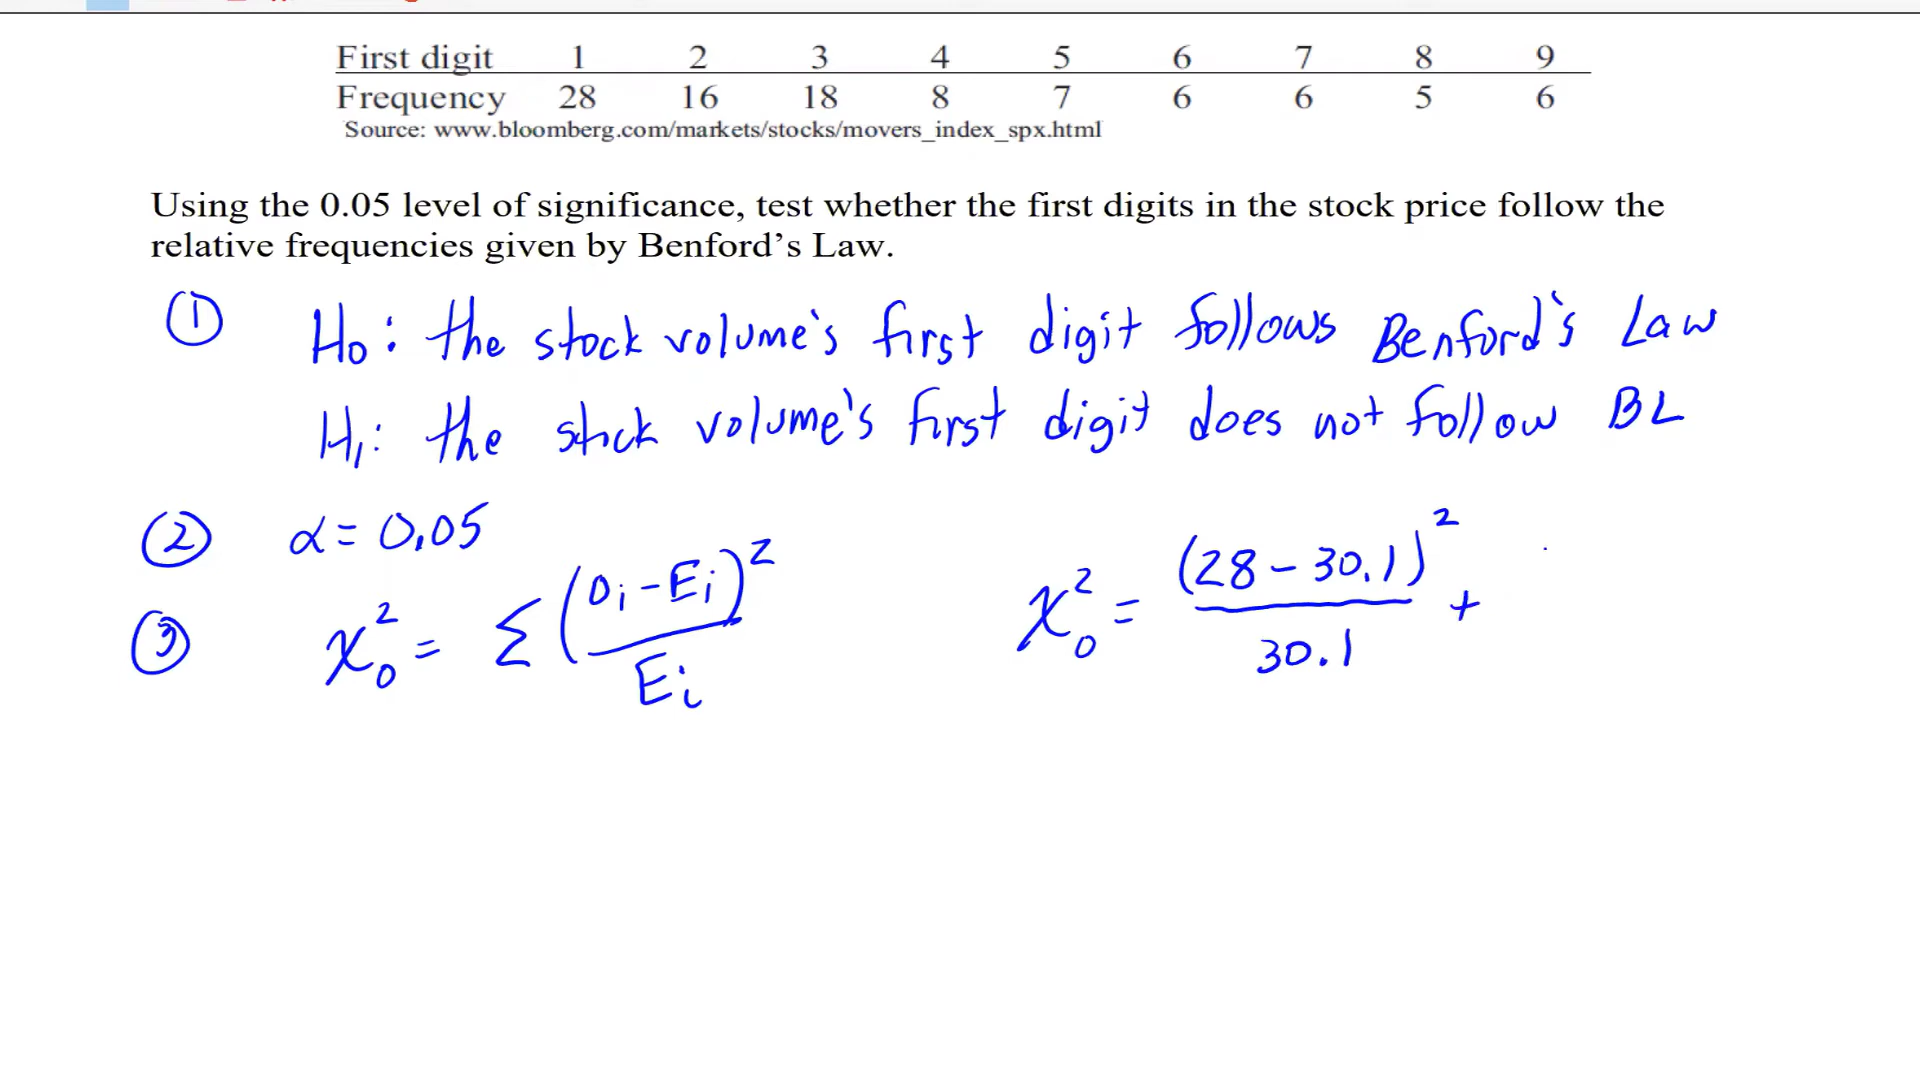 First digit 1 2 3 4 5 6 7 8 9
Frequency 28 16 18 8 7 6 6 5 6
Source: www.bloomberg.com/markets/stocks/movers_index_spx.html
Using the 0.05 level of significance, test whether the first digits in the stock price follow the
relative frequencies given by Benford’s Law.
① H₀: the stock volume's first digit follows Benford's Law
H₁: the stock volume's first digit does not follow BL
② α = 0.05
③ χ₀² = Σ (Oᵢ - Eᵢ)² / Eᵢ χ₀² = (28 - 30.1)² / 30.1 +